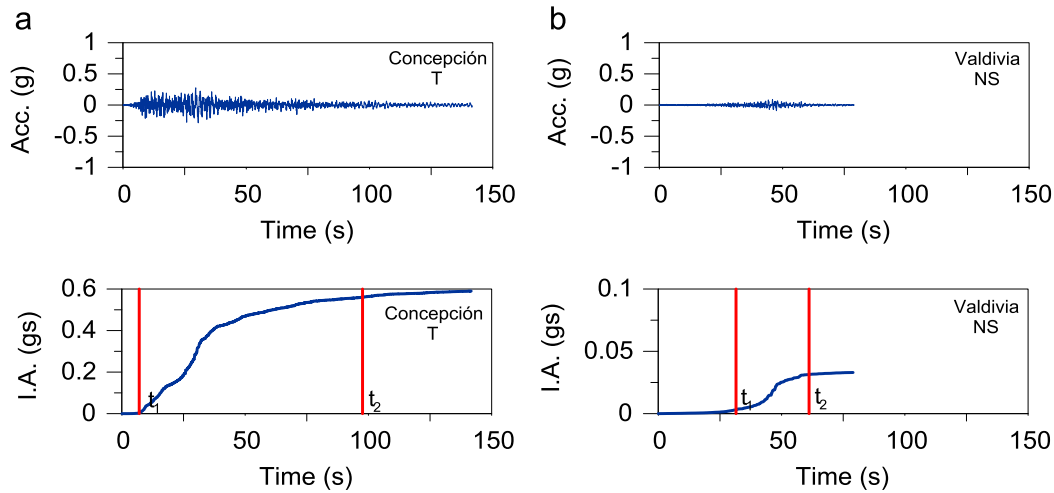 a
b
Acc. (g)
1
0.5
0
-0.5
-1
Concepción
T
0
50
100
150
Time (s)
Acc. (g)
1
0.5
0
-0.5
-1
Valdivia
NS
0
50
100
150
Time (s)
I.A. (gs)
0.6
0.4
0.2
0
Concepción
T
t1
t2
0
50
100
150
Time (s)
I.A. (gs)
0.1
0.05
0
Valdivia
NS
t1
t2
0
50
100
150
Time (s)